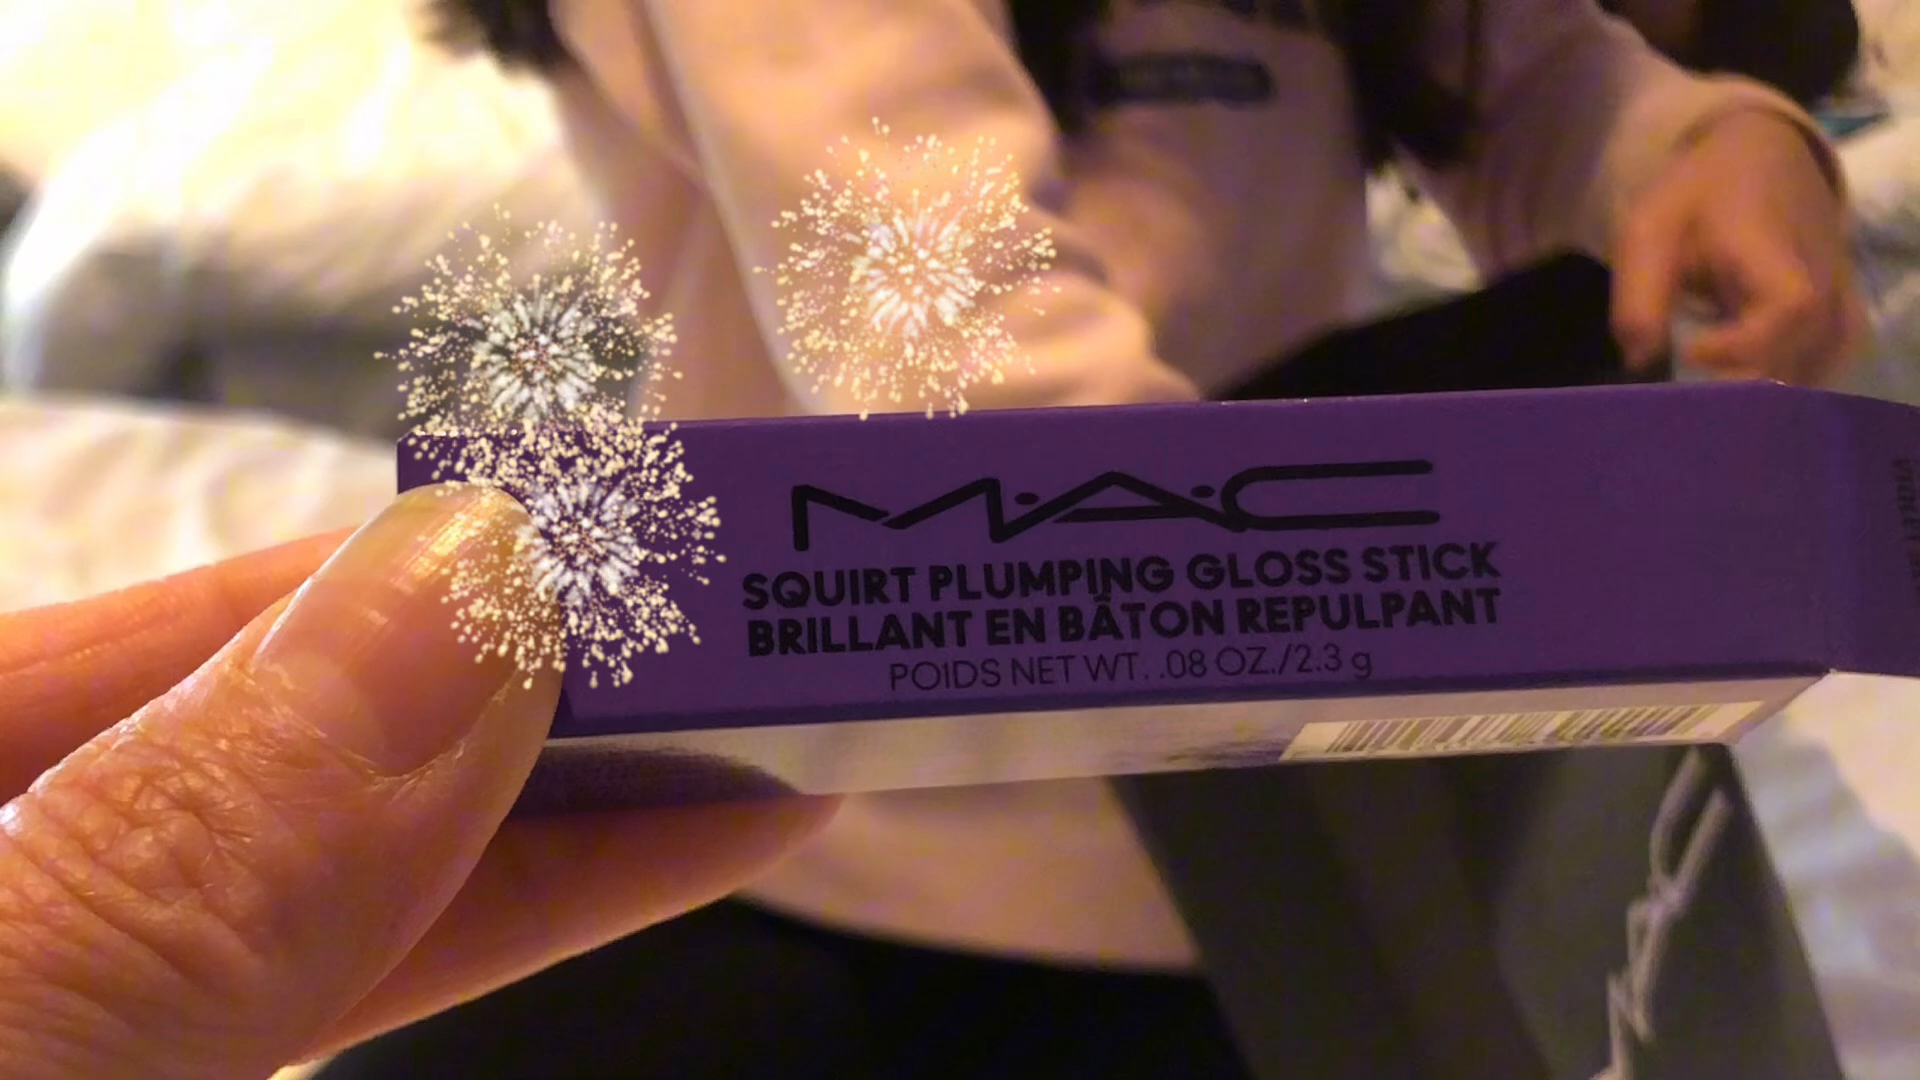 M·A·C
SQUIRT PLUMPING GLOSS STICK
BRILLANT EN BÂTON REPULPANT
POIDS NET WT. .08 OZ./2.3 g